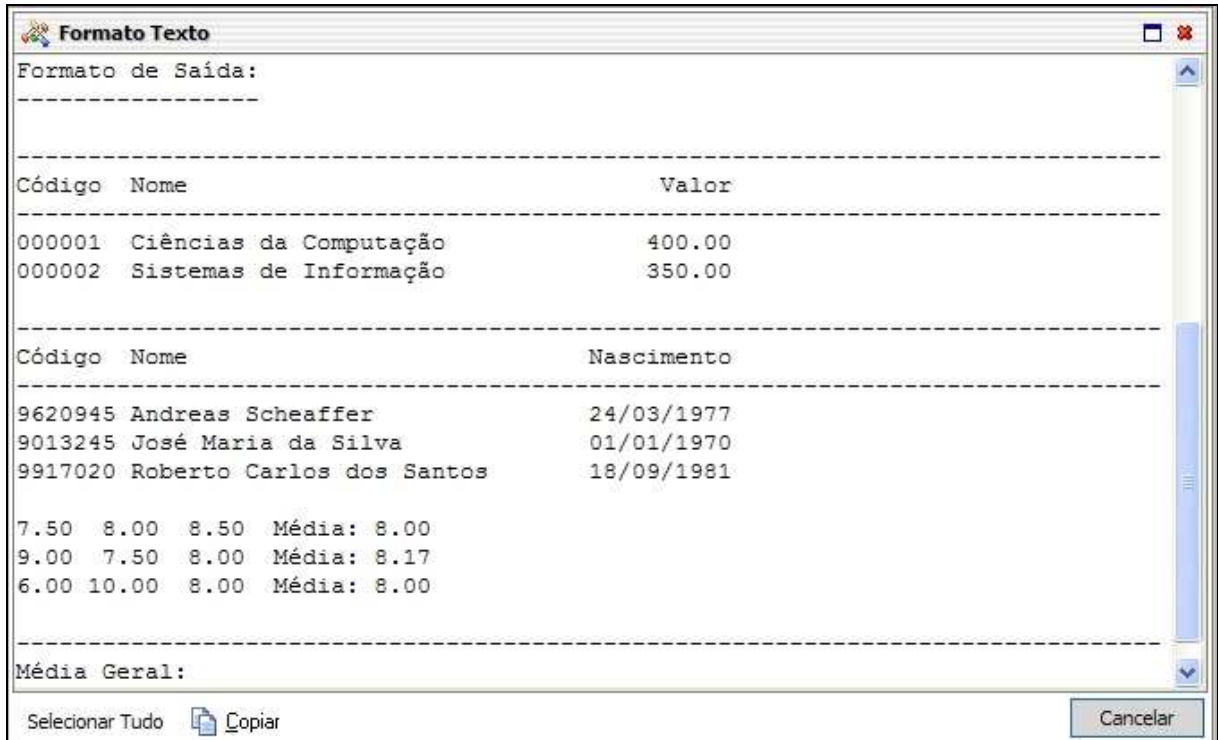 Formato Texto
Formato de Saída:
-----------------
--------------------------------------------------------------------------------
Código  Nome                                 Valor
--------------------------------------------------------------------------------
000001  Ciências da Computação              400.00
000002  Sistemas de Informação              350.00
--------------------------------------------------------------------------------
Código  Nome                            Nascimento
--------------------------------------------------------------------------------
9620945 Andreas Scheaffer               24/03/1977
9013245 José Maria da Silva             01/01/1970
9917020 Roberto Carlos dos Santos       18/09/1981
7.50  8.00  8.50  Média: 8.00
9.00  7.50  8.00  Média: 8.17
6.00 10.00  8.00  Média: 8.00
--------------------------------------------------------------------------------
Média Geral:
Selecionar Tudo Copiar Cancelar